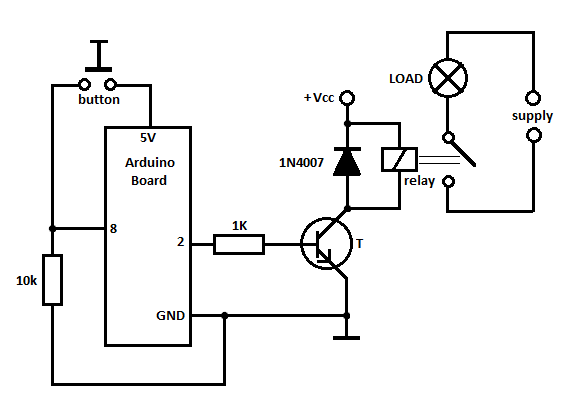 button
5V
Arduino
Board
8
2
GND
10k
1K
+Vcc
1N4007
relay
T
LOAD
supply